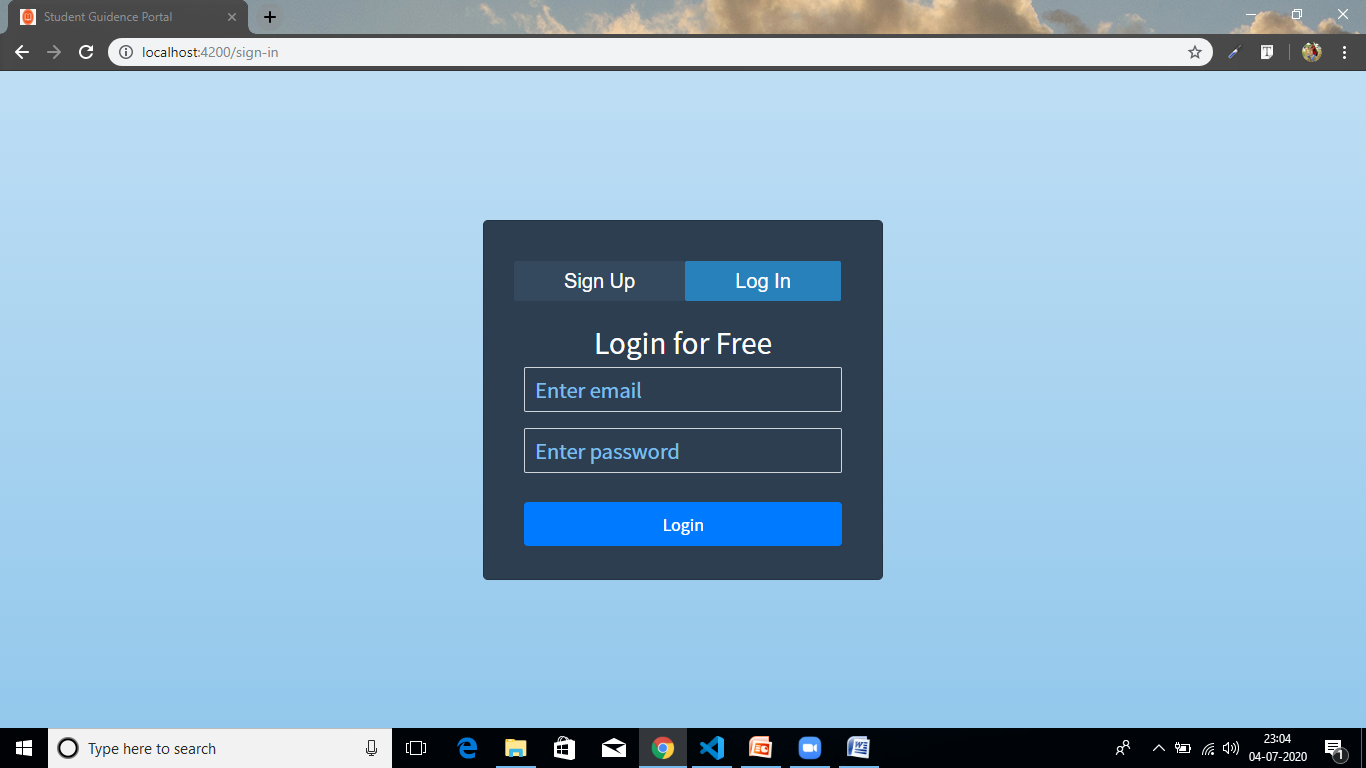 Student Guidence Portal
localhost:4200/sign-in
Sign Up Log In
Login for Free
Enter email
Enter password
Login
Type here to search
23:04
04-07-2020
1